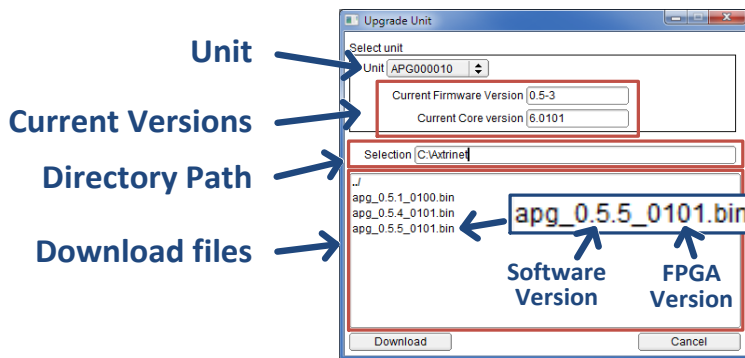 Upgrade Unit
Select unit
Unit
Unit APG000010
Current Firmware Version 0.5-3
Current Versions
Current Core version 6.0101
Selection C:\Axtrinet
Directory Path
../
apg_0.5.1_0100.bin
apg_0.5.4_0101.bin
apg_0.5.5_0101.bin
apg_0.5.5_0101.bin
Download files
Software
Version
FPGA
Version
Download
Cancel